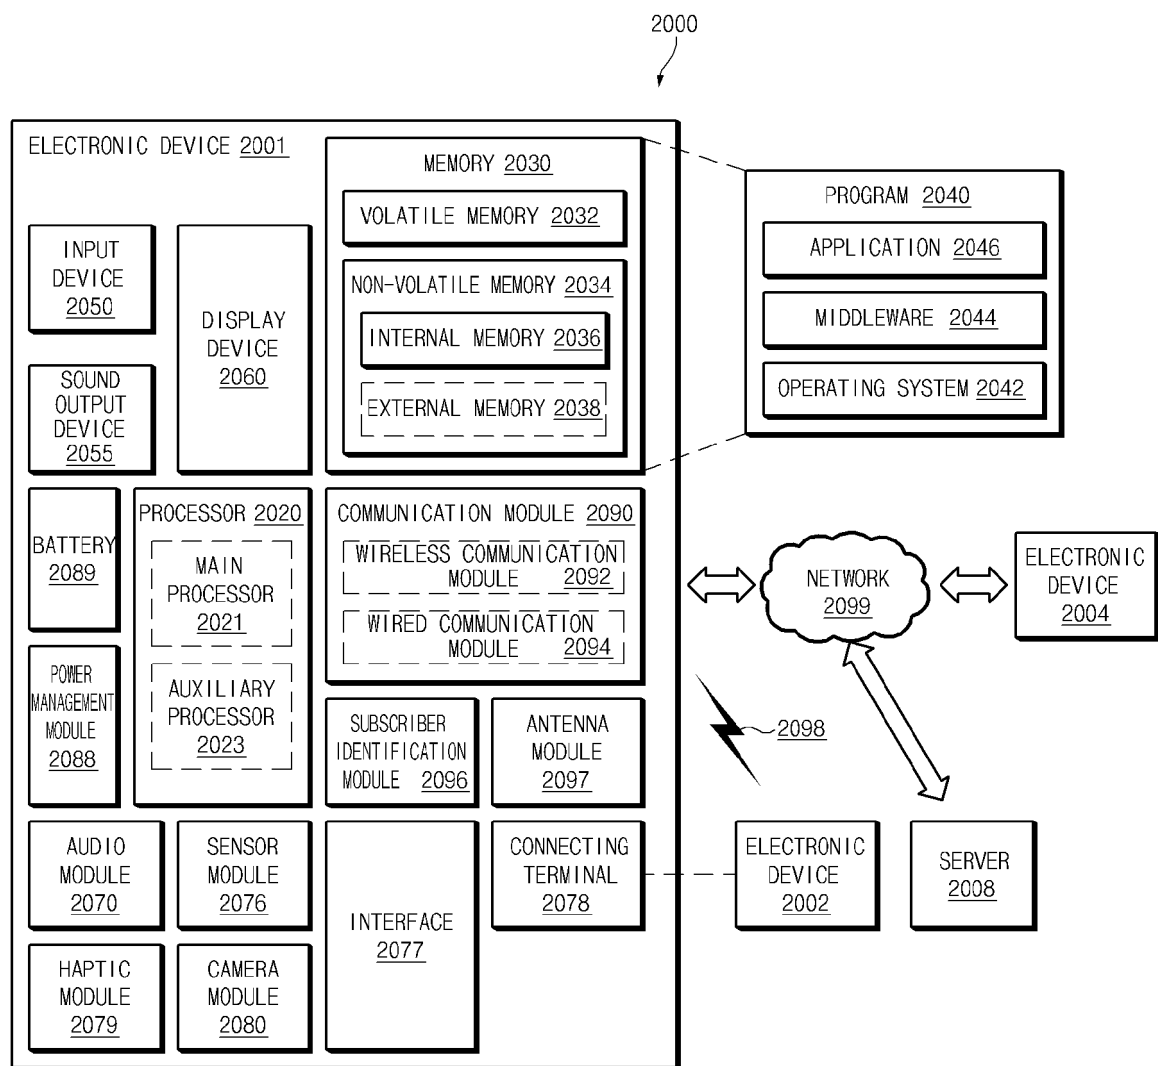 2000
ELECTRONIC DEVICE 2001
MEMORY 2030
VOLATILE MEMORY 2032
NON-VOLATILE MEMORY 2034
INTERNAL MEMORY 2036
EXTERNAL MEMORY 2038
PROGRAM 2040
APPLICATION 2046
MIDDLEWARE 2044
OPERATING SYSTEM 2042
INPUT
DEVICE
2050
DISPLAY
DEVICE
2060
SOUND
OUTPUT
DEVICE
2055
BATTERY
2089
PROCESSOR 2020
MAIN
PROCESSOR
2021
AUXILIARY
PROCESSOR
2023
COMMUNICATION MODULE 2090
WIRELESS COMMUNICATION
MODULE 2092
WIRED COMMUNICATION
MODULE 2094
NETWORK
2099
ELECTRONIC
DEVICE
2004
POWER
MANAGEMENT
MODULE
2088
SUBSCRIBER
IDENTIFICATION
MODULE 2096
ANTENNA
MODULE
2097
2098
AUDIO
MODULE
2070
SENSOR
MODULE
2076
INTERFACE
2077
CONNECTING
TERMINAL
2078
ELECTRONIC
DEVICE
2002
SERVER
2008
HAPTIC
MODULE
2079
CAMERA
MODULE
2080